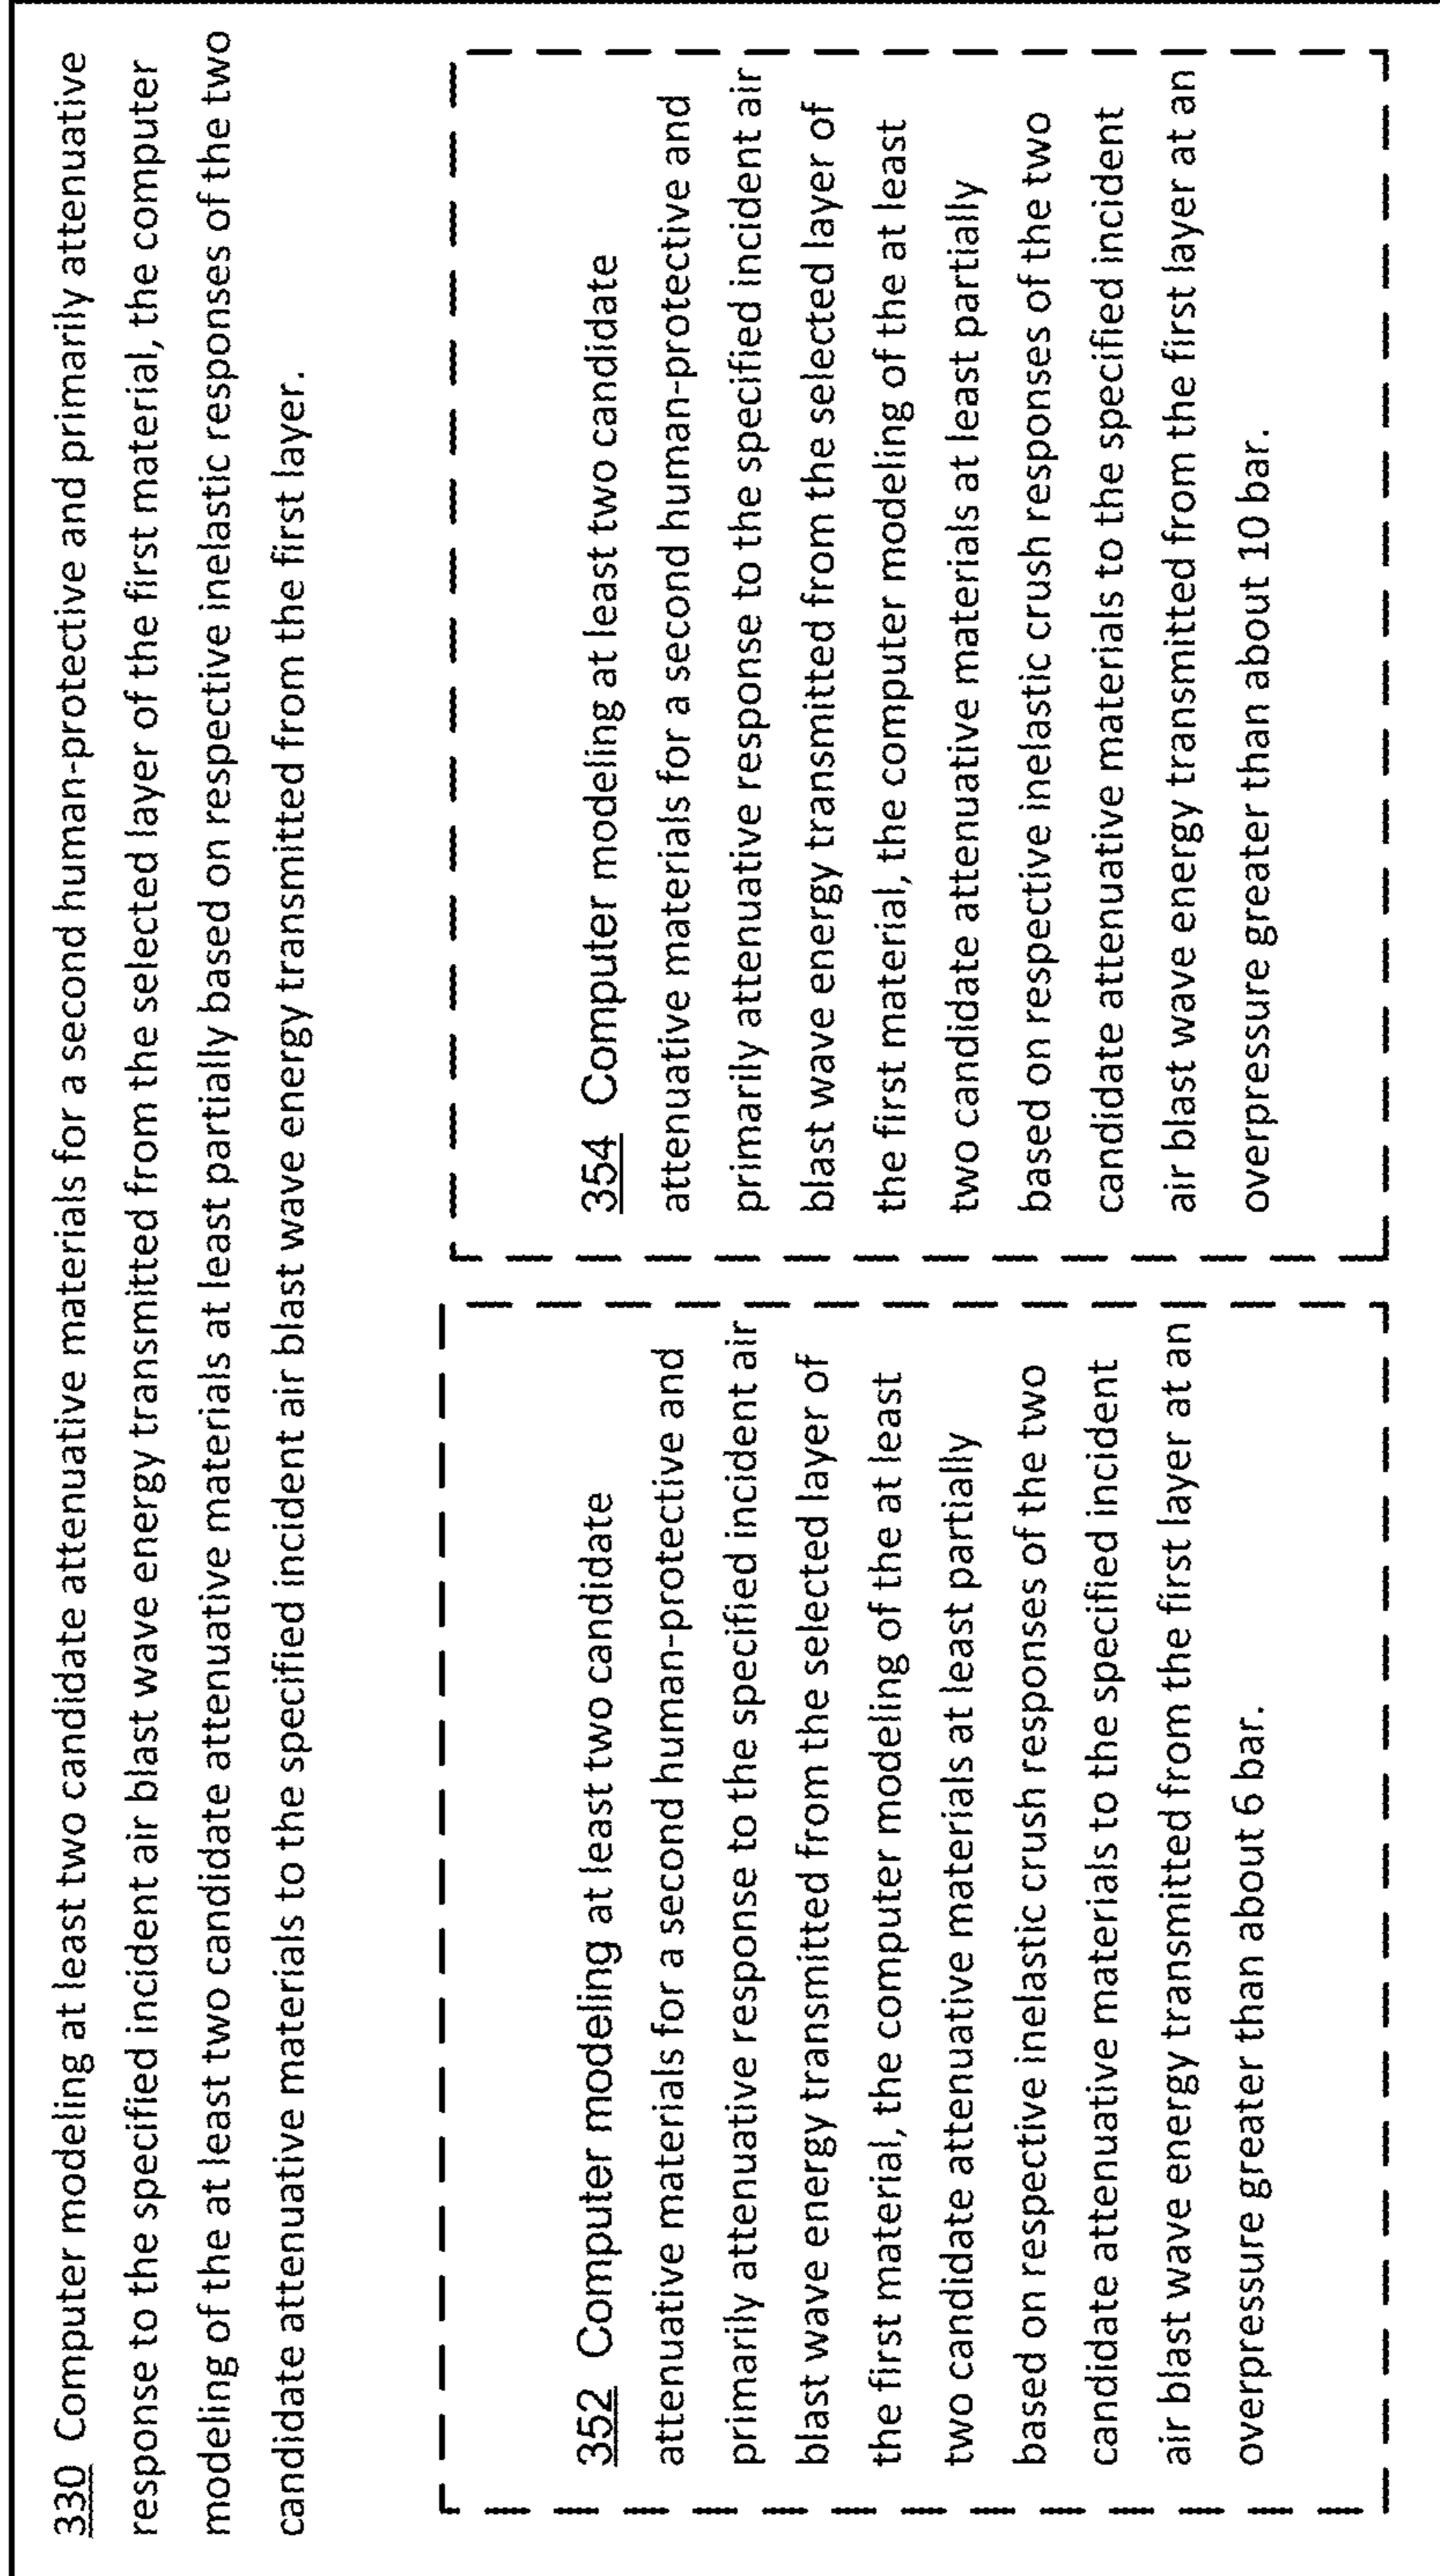 330 Computer modeling at least two candidate attenuative materials for a second human-protective and primarily attenuative
response to the specified incident air blast wave energy transmitted from the selected layer of the first material, the computer
modeling of the at least two candidate attenuative materials at least partially based on respective inelastic responses of the two
candidate attenuative materials to the specified incident air blast wave energy transmitted from the first layer.
352 Computer modeling at least two candidate
attenuative materials for a second human-protective and
primarily attenuative response to the specified incident air
blast wave energy transmitted from the selected layer of
the first material, the computer modeling of the at least
two candidate attenuative materials at least partially
based on respective inelastic crush responses of the two
candidate attenuative materials to the specified incident
air blast wave energy transmitted from the first layer at an
overpressure greater than about 6 bar.
354 Computer modeling at least two candidate
attenuative materials for a second human-protective and
primarily attenuative response to the specified incident air
blast wave energy transmitted from the selected layer of
the first material, the computer modeling of the at least
two candidate attenuative materials at least partially
based on respective inelastic crush responses of the two
candidate attenuative materials to the specified incident
air blast wave energy transmitted from the first layer at an
overpressure greater than about 10 bar.